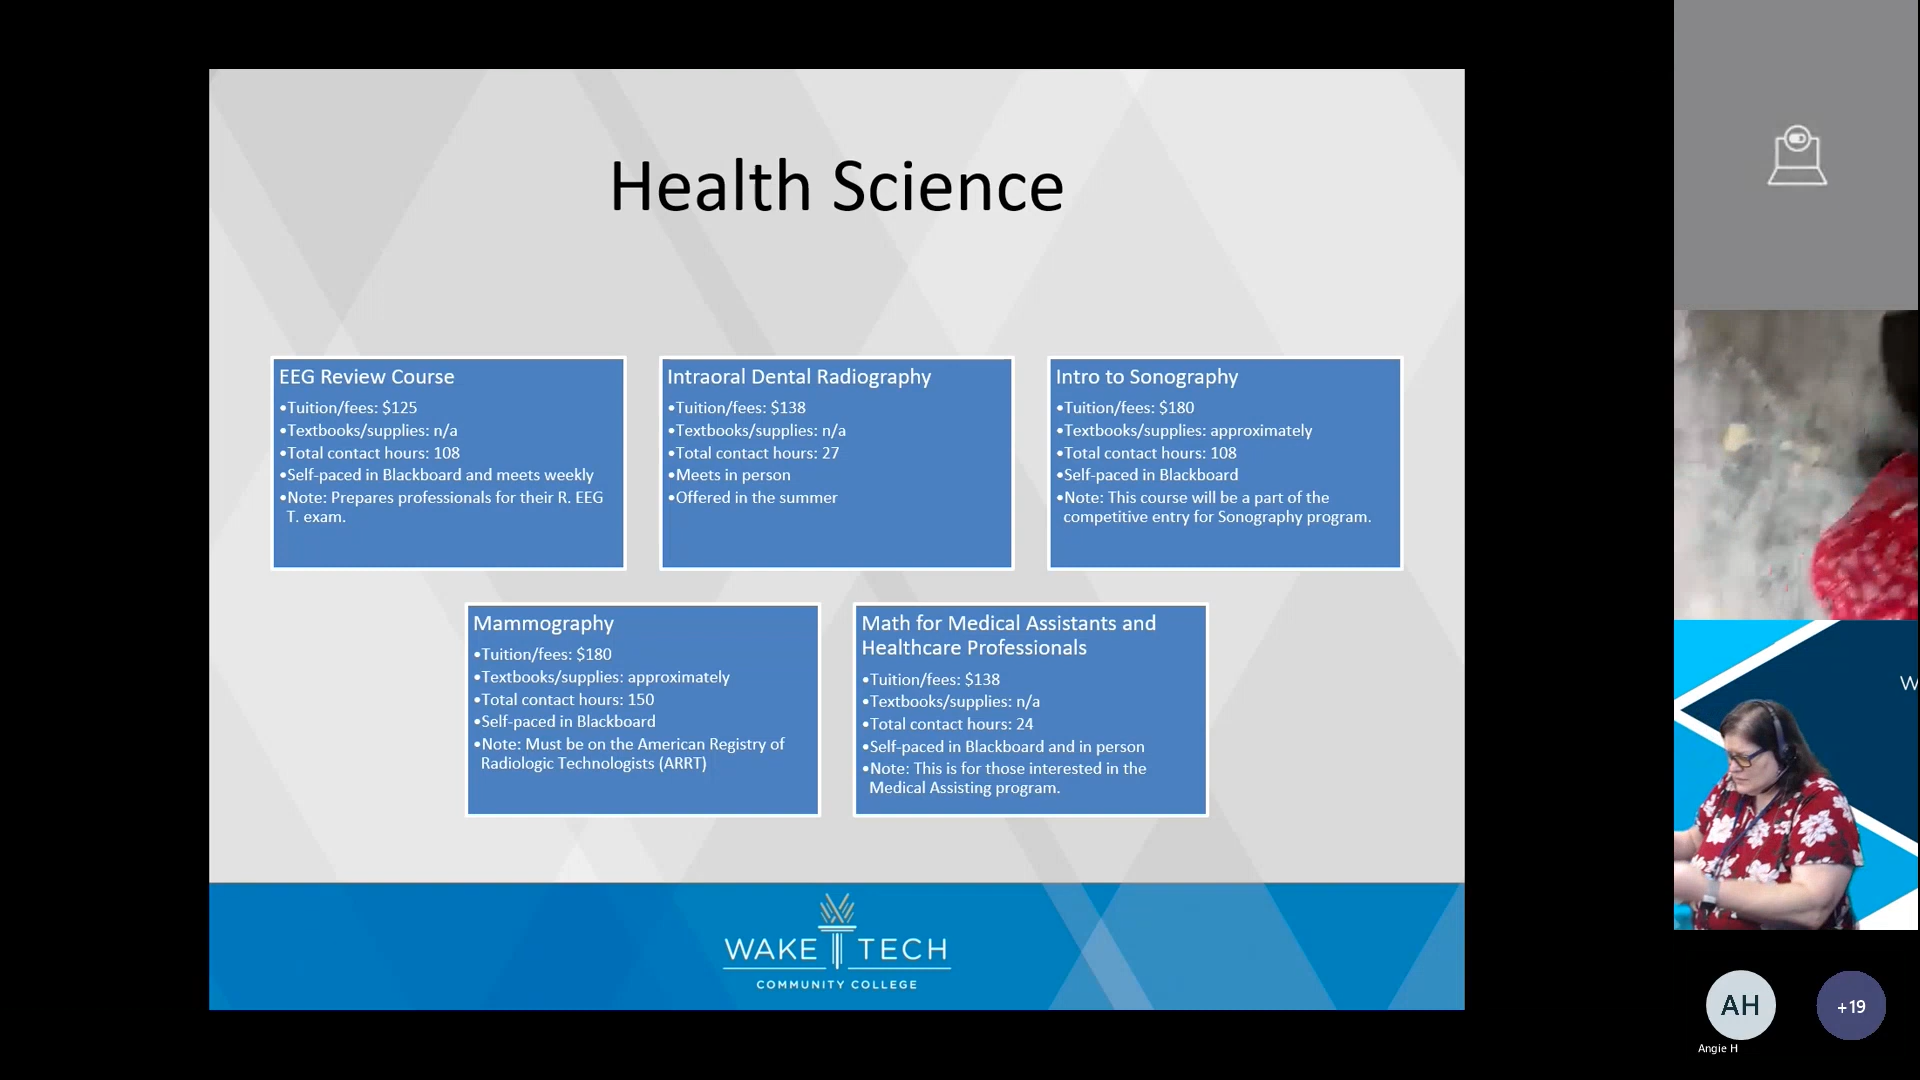 Health Science
EEG Review Course
•Tuition/fees: $125
•Textbooks/supplies: n/a
•Total contact hours: 108
•Self-paced in Blackboard and meets weekly
•Note: Prepares professionals for their R. EEG
T. exam.
Intraoral Dental Radiography
•Tuition/fees: $138
•Textbooks/supplies: n/a
•Total contact hours: 27
•Meets in person
•Offered in the summer
Intro to Sonography
•Tuition/fees: $180
•Textbooks/supplies: approximately
•Total contact hours: 108
•Self-paced in Blackboard
•Note: This course will be a part of the
competitive entry for Sonography program.
Mammography
•Tuition/fees: $180
•Textbooks/supplies: approximately
•Total contact hours: 150
•Self-paced in Blackboard
•Note: Must be on the American Registry of
Radiologic Technologists (ARRT)
Math for Medical Assistants and
Healthcare Professionals
•Tuition/fees: $138
•Textbooks/supplies: n/a
•Total contact hours: 24
•Self-paced in Blackboard and in person
•Note: This is for those interested in the
Medical Assisting program.
WAKE TECH
COMMUNITY COLLEGE
W
AH
+19
Angie H